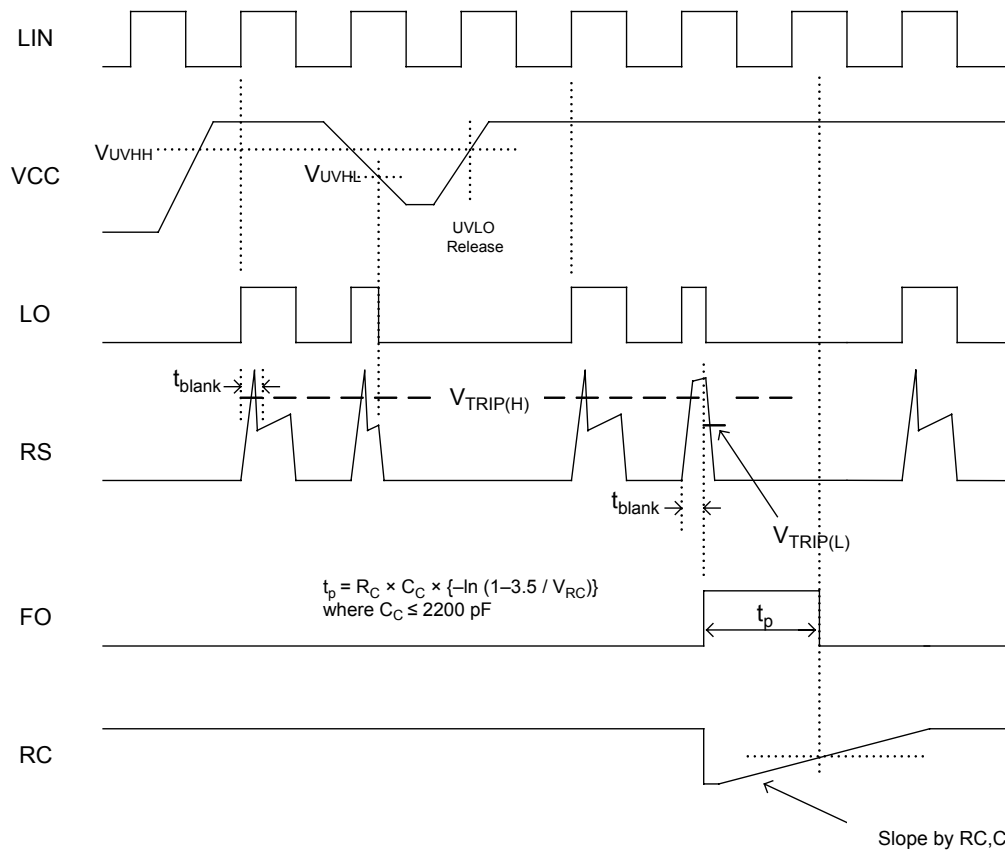 LIN
VUVHH
VCC
VUVHL
UVLO
Release
LO
tblank
VTRIP(H)
RS
tblank
VTRIP(L)
tp = RC × CC × {–ln (1–3.5 / VRC)}
where CC ≤ 2200 pF
FO
tp
RC
Slope by RC,C